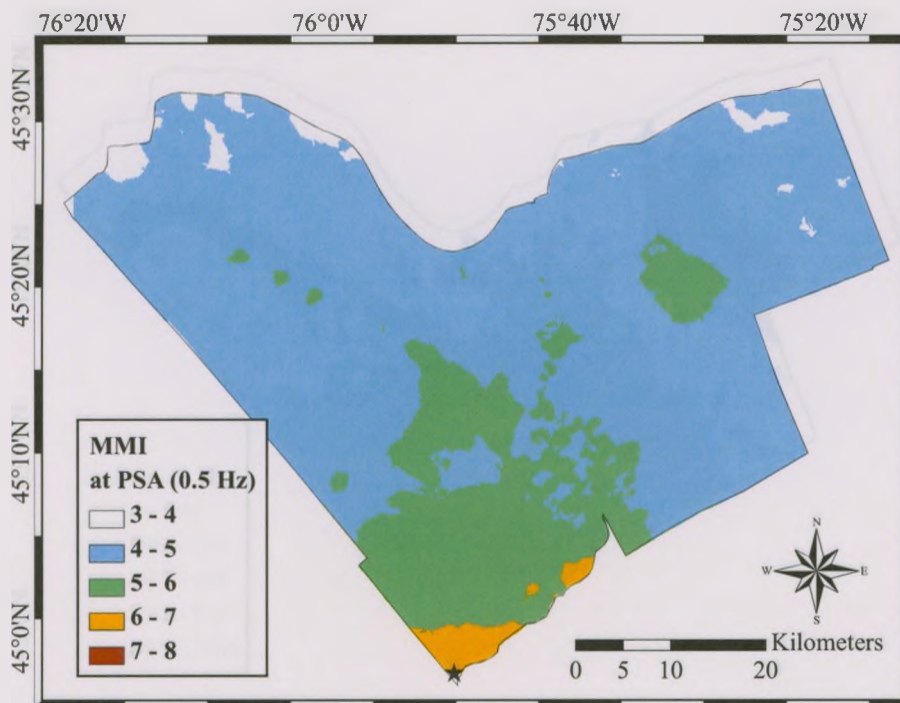 76°20'W 76°0'W 75°40'W 75°20'W
45°30'N
45°20'N
45°10'N
45°0'N
MMI
at PSA (0.5 Hz)
3 - 4
4 - 5
5 - 6
6 - 7
7 - 8
N
W E
S
Kilometers
0 5 10 20